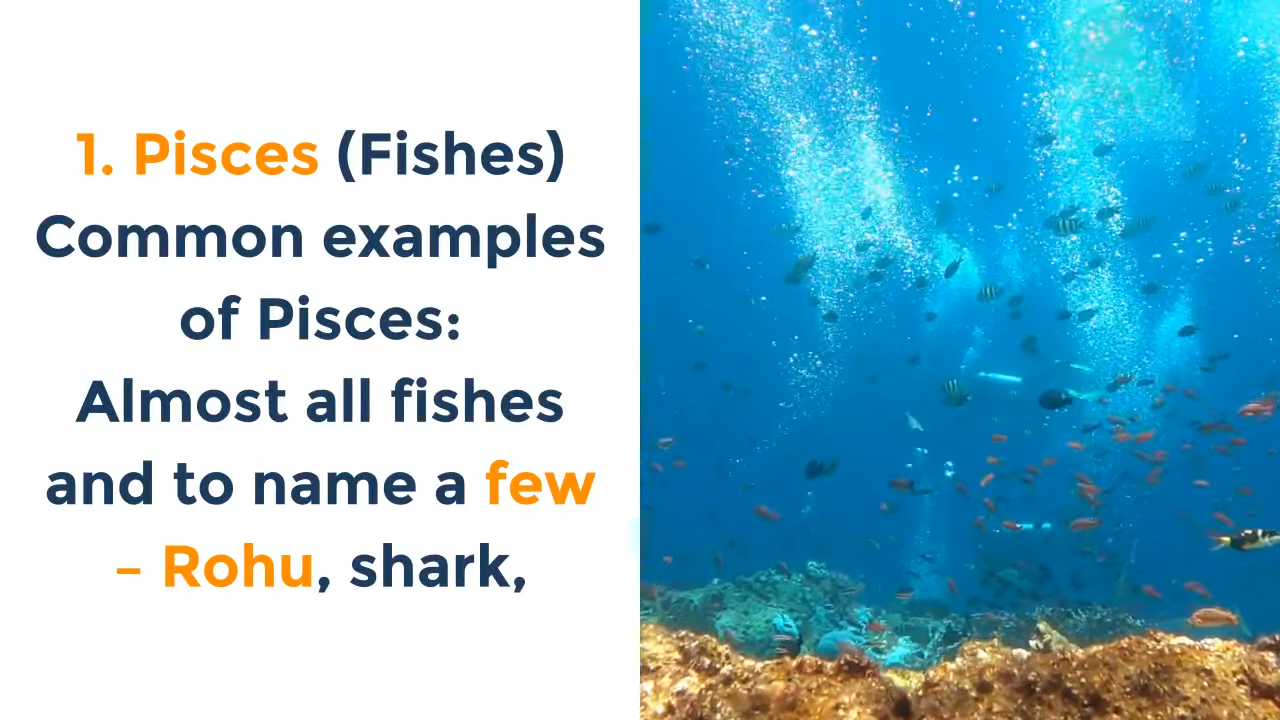 1. Pisces (Fishes)
Common examples
of Pisces:
Almost all fishes
and to name a few
– Rohu, shark,